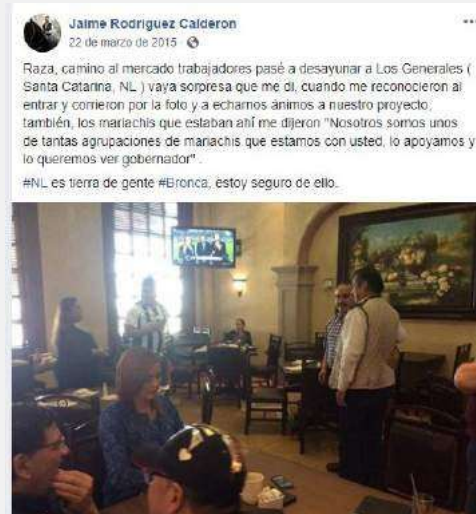 Jaime Rodriguez Calderon
22 de marzo de 2015
Raza, camino al mercado trabajadores pasé a desayunar a Los Generales (
Santa Catarina, NL ) vaya sorpresa que me di, cuando me reconocieron al
entrar y corrieron por la foto y a echarnos ánimos a nuestro proyecto,
también, los mariachis que estaban ahí me dijeron "Nosotros somos unos
de tantas agrupaciones de mariachis que estamos con usted, lo apoyamos y
lo queremos ver gobernador" .
#NL es tierra de gente #Bronca, estoy seguro de ello.